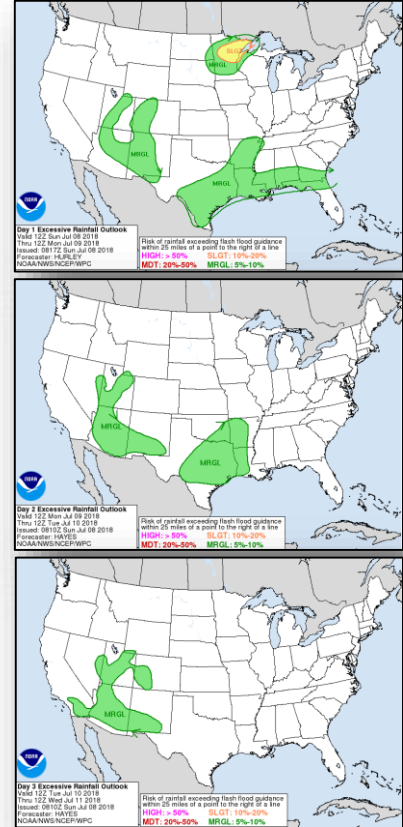 SLGT
MRGL
MRGL
MRGL
noaa
Day 1 Excessive Rainfall Outlook
Valid 12Z Sun Jul 08 2018
Thru 12Z Mon Jul 09 2018
Issued: 0817Z Sun Jul 08 2018
Forecaster: HURLEY
NOAA/NWS/NCEP/WPC
Risk of rainfall exceeding flash flood guidance
within 25 miles of a point to the right of a line
HIGH: > 50% SLGT: 10%-20%
MDT: 20%-50% MRGL: 5%-10%
MRGL
MRGL
noaa
Day 2 Excessive Rainfall Outlook
Valid 12Z Mon Jul 09 2018
Thru 12Z Tue Jul 10 2018
Issued: 0810Z Sun Jul 08 2018
Forecaster: HAYES
NOAA/NWS/NCEP/WPC
Risk of rainfall exceeding flash flood guidance
within 25 miles of a point to the right of a line
HIGH: > 50% SLGT: 10%-20%
MDT: 20%-50% MRGL: 5%-10%
MRGL
noaa
Day 3 Excessive Rainfall Outlook
Valid 12Z Tue Jul 10 2018
Thru 12Z Wed Jul 11 2018
Issued: 0810Z Sun Jul 08 2018
Forecaster: HAYES
NOAA/NWS/NCEP/WPC
Risk of rainfall exceeding flash flood guidance
within 25 miles of a point to the right of a line
HIGH: > 50% SLGT: 10%-20%
MDT: 20%-50% MRGL: 5%-10%